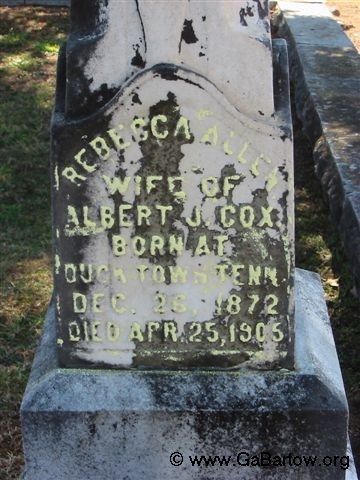 REBECCA ALLEY
WIFE OF
ALBERT J. COX
BORN AT
DUCKTOWN TENN.
DEC. 26, 1872
DIED APR. 25, 1905
© www.GaBartow.org